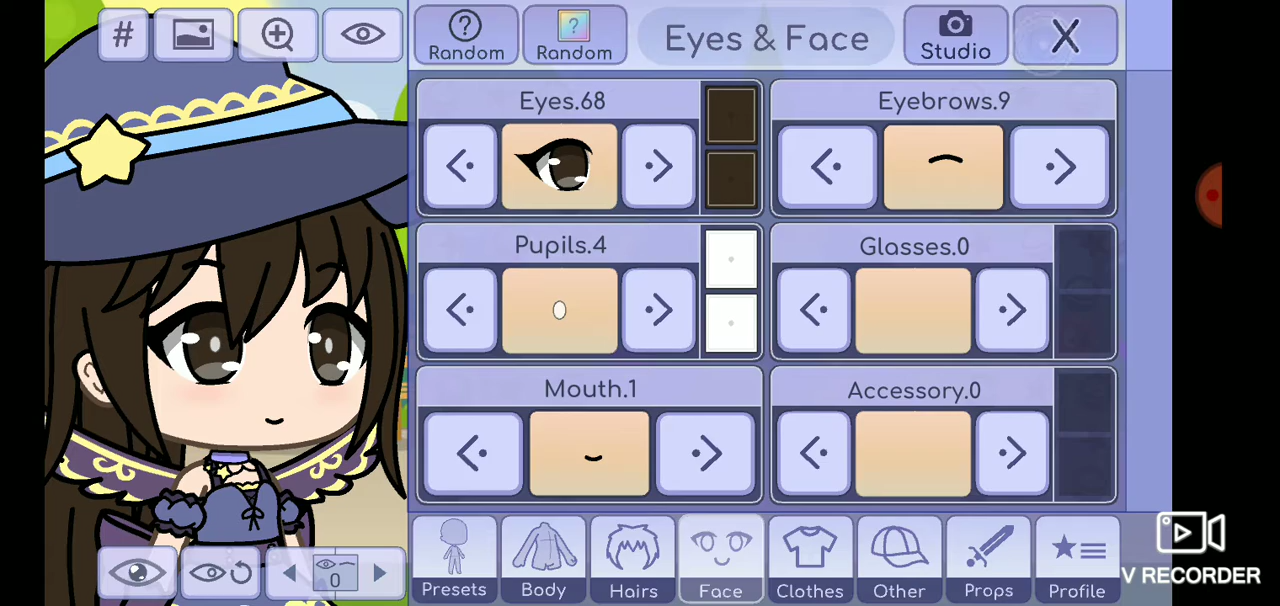 #
? Random
? Random
Eyes & Face
Studio
X
Eyes.68
Eyebrows.9
Pupils.4
Glasses.0
Mouth.1
Accessory.0
0
Presets
Body
Hairs
Face
Clothes
Other
Props
Profile
V RECORDER